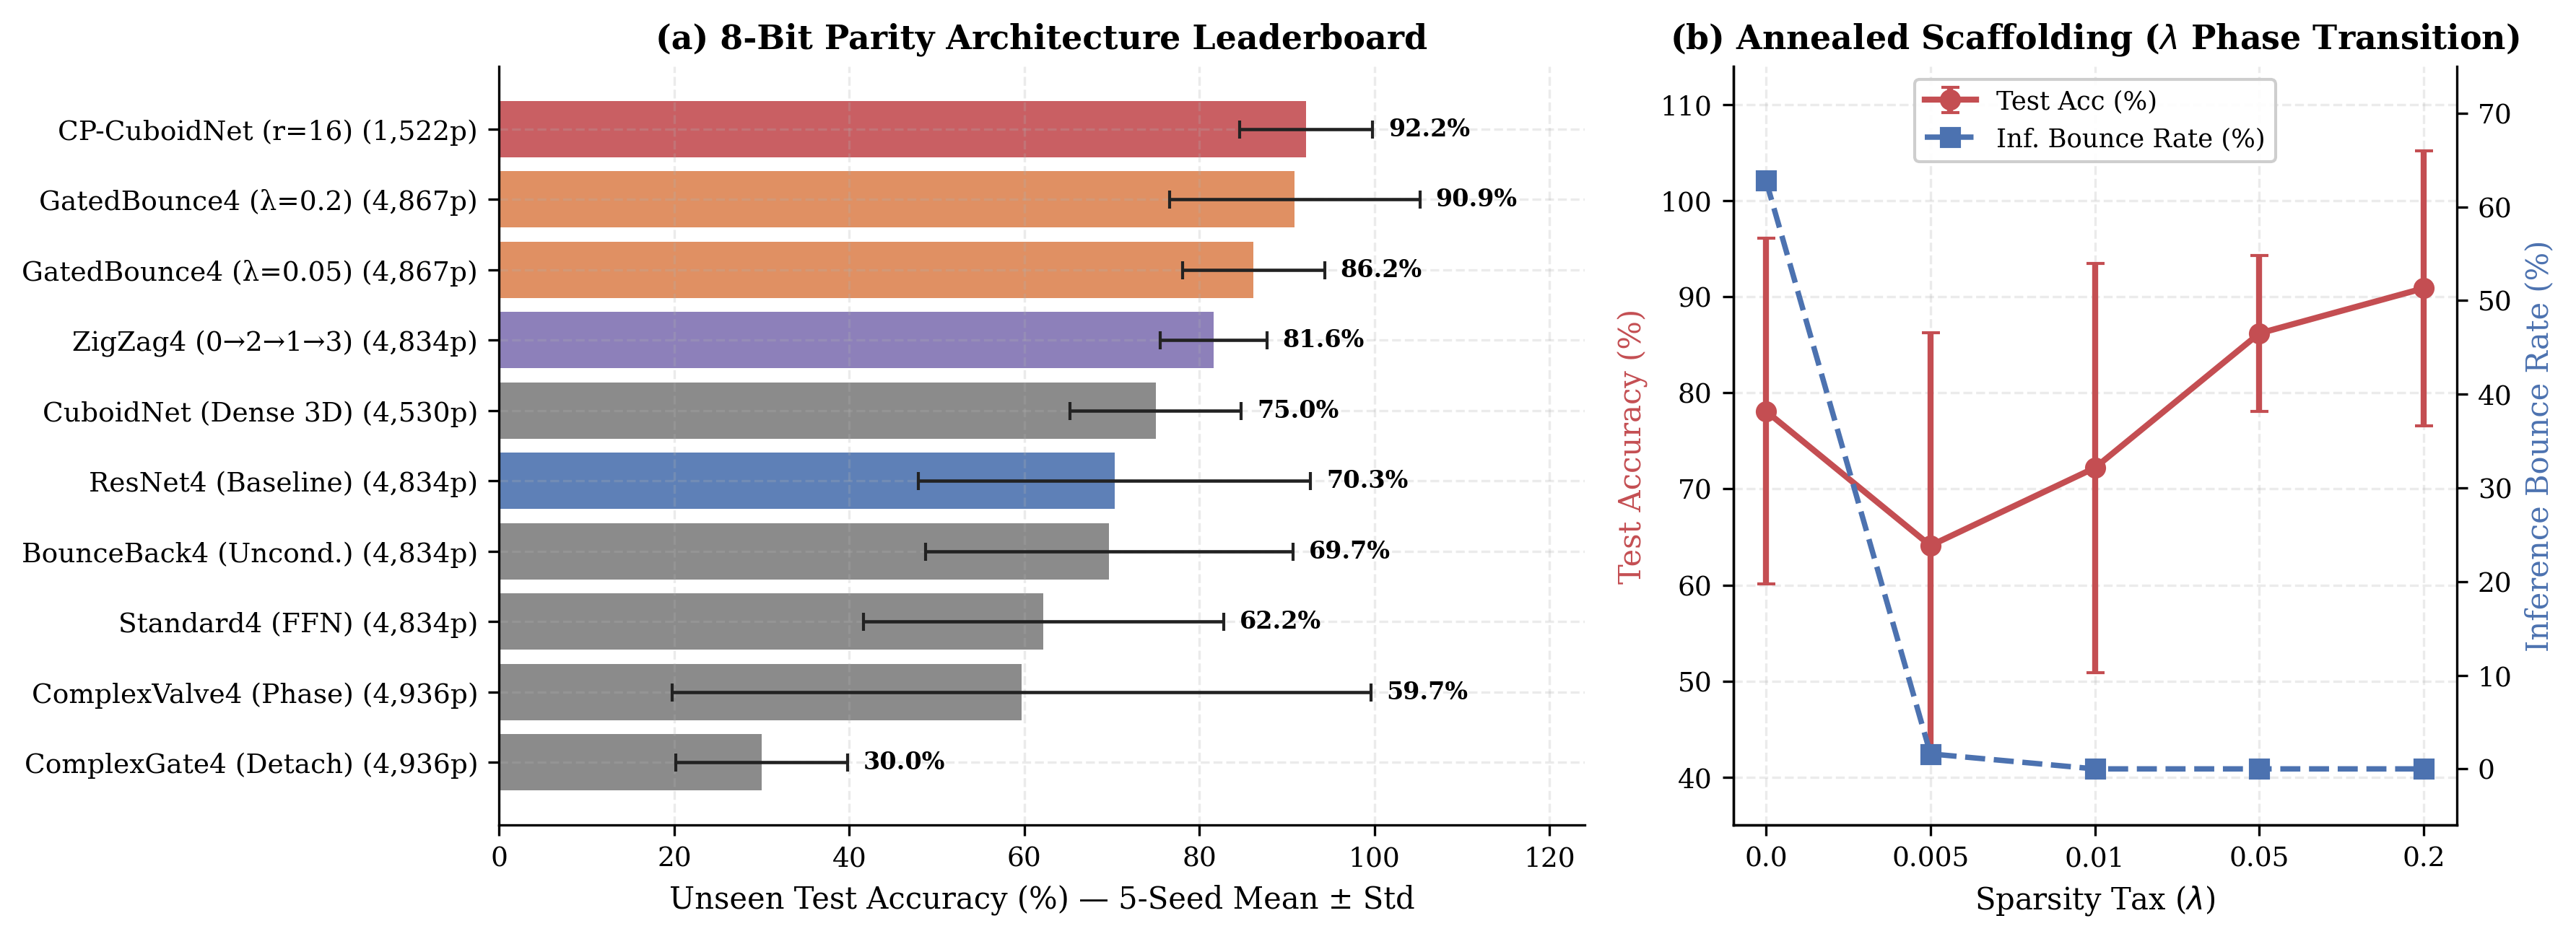 (a) 8-Bit Parity Architecture Leaderboard
CP-CuboidNet (r=16) (1,522p)
92.2%
GatedBounce4 (λ=0.2) (4,867p)
90.9%
GatedBounce4 (λ=0.05) (4,867p)
86.2%
ZigZag4 (0→2→1→3) (4,834p)
81.6%
CuboidNet (Dense 3D) (4,530p)
75.0%
ResNet4 (Baseline) (4,834p)
70.3%
BounceBack4 (Uncond.) (4,834p)
69.7%
Standard4 (FFN) (4,834p)
62.2%
ComplexValve4 (Phase) (4,936p)
59.7%
ComplexGate4 (Detach) (4,936p)
30.0%
0 20 40 60 80 100 120
Unseen Test Accuracy (%) — 5-Seed Mean ± Std
(b) Annealed Scaffolding (λ Phase Transition)
Test Acc (%)
Inf. Bounce Rate (%)
Test Accuracy (%)
110
100
90
80
70
60
50
40
70
60
50
40
30
20
10
0
Inference Bounce Rate (%)
0.0 0.005 0.01 0.05 0.2
Sparsity Tax (λ)